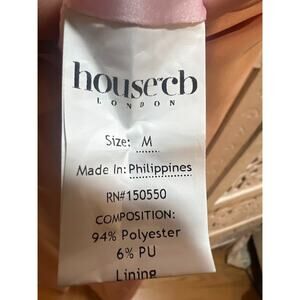 house of cb
LONDON
Size: M
Made In: Philippines
RN#150550
COMPOSITION:
94% Polyester
6% PU
Lining